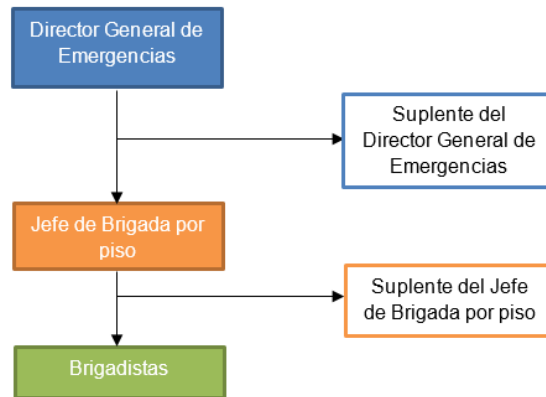 Director General de
Emergencias
Suplente del
Director General de
Emergencias
Jefe de Brigada por
piso
Suplente del Jefe
de Brigada por piso
Brigadistas